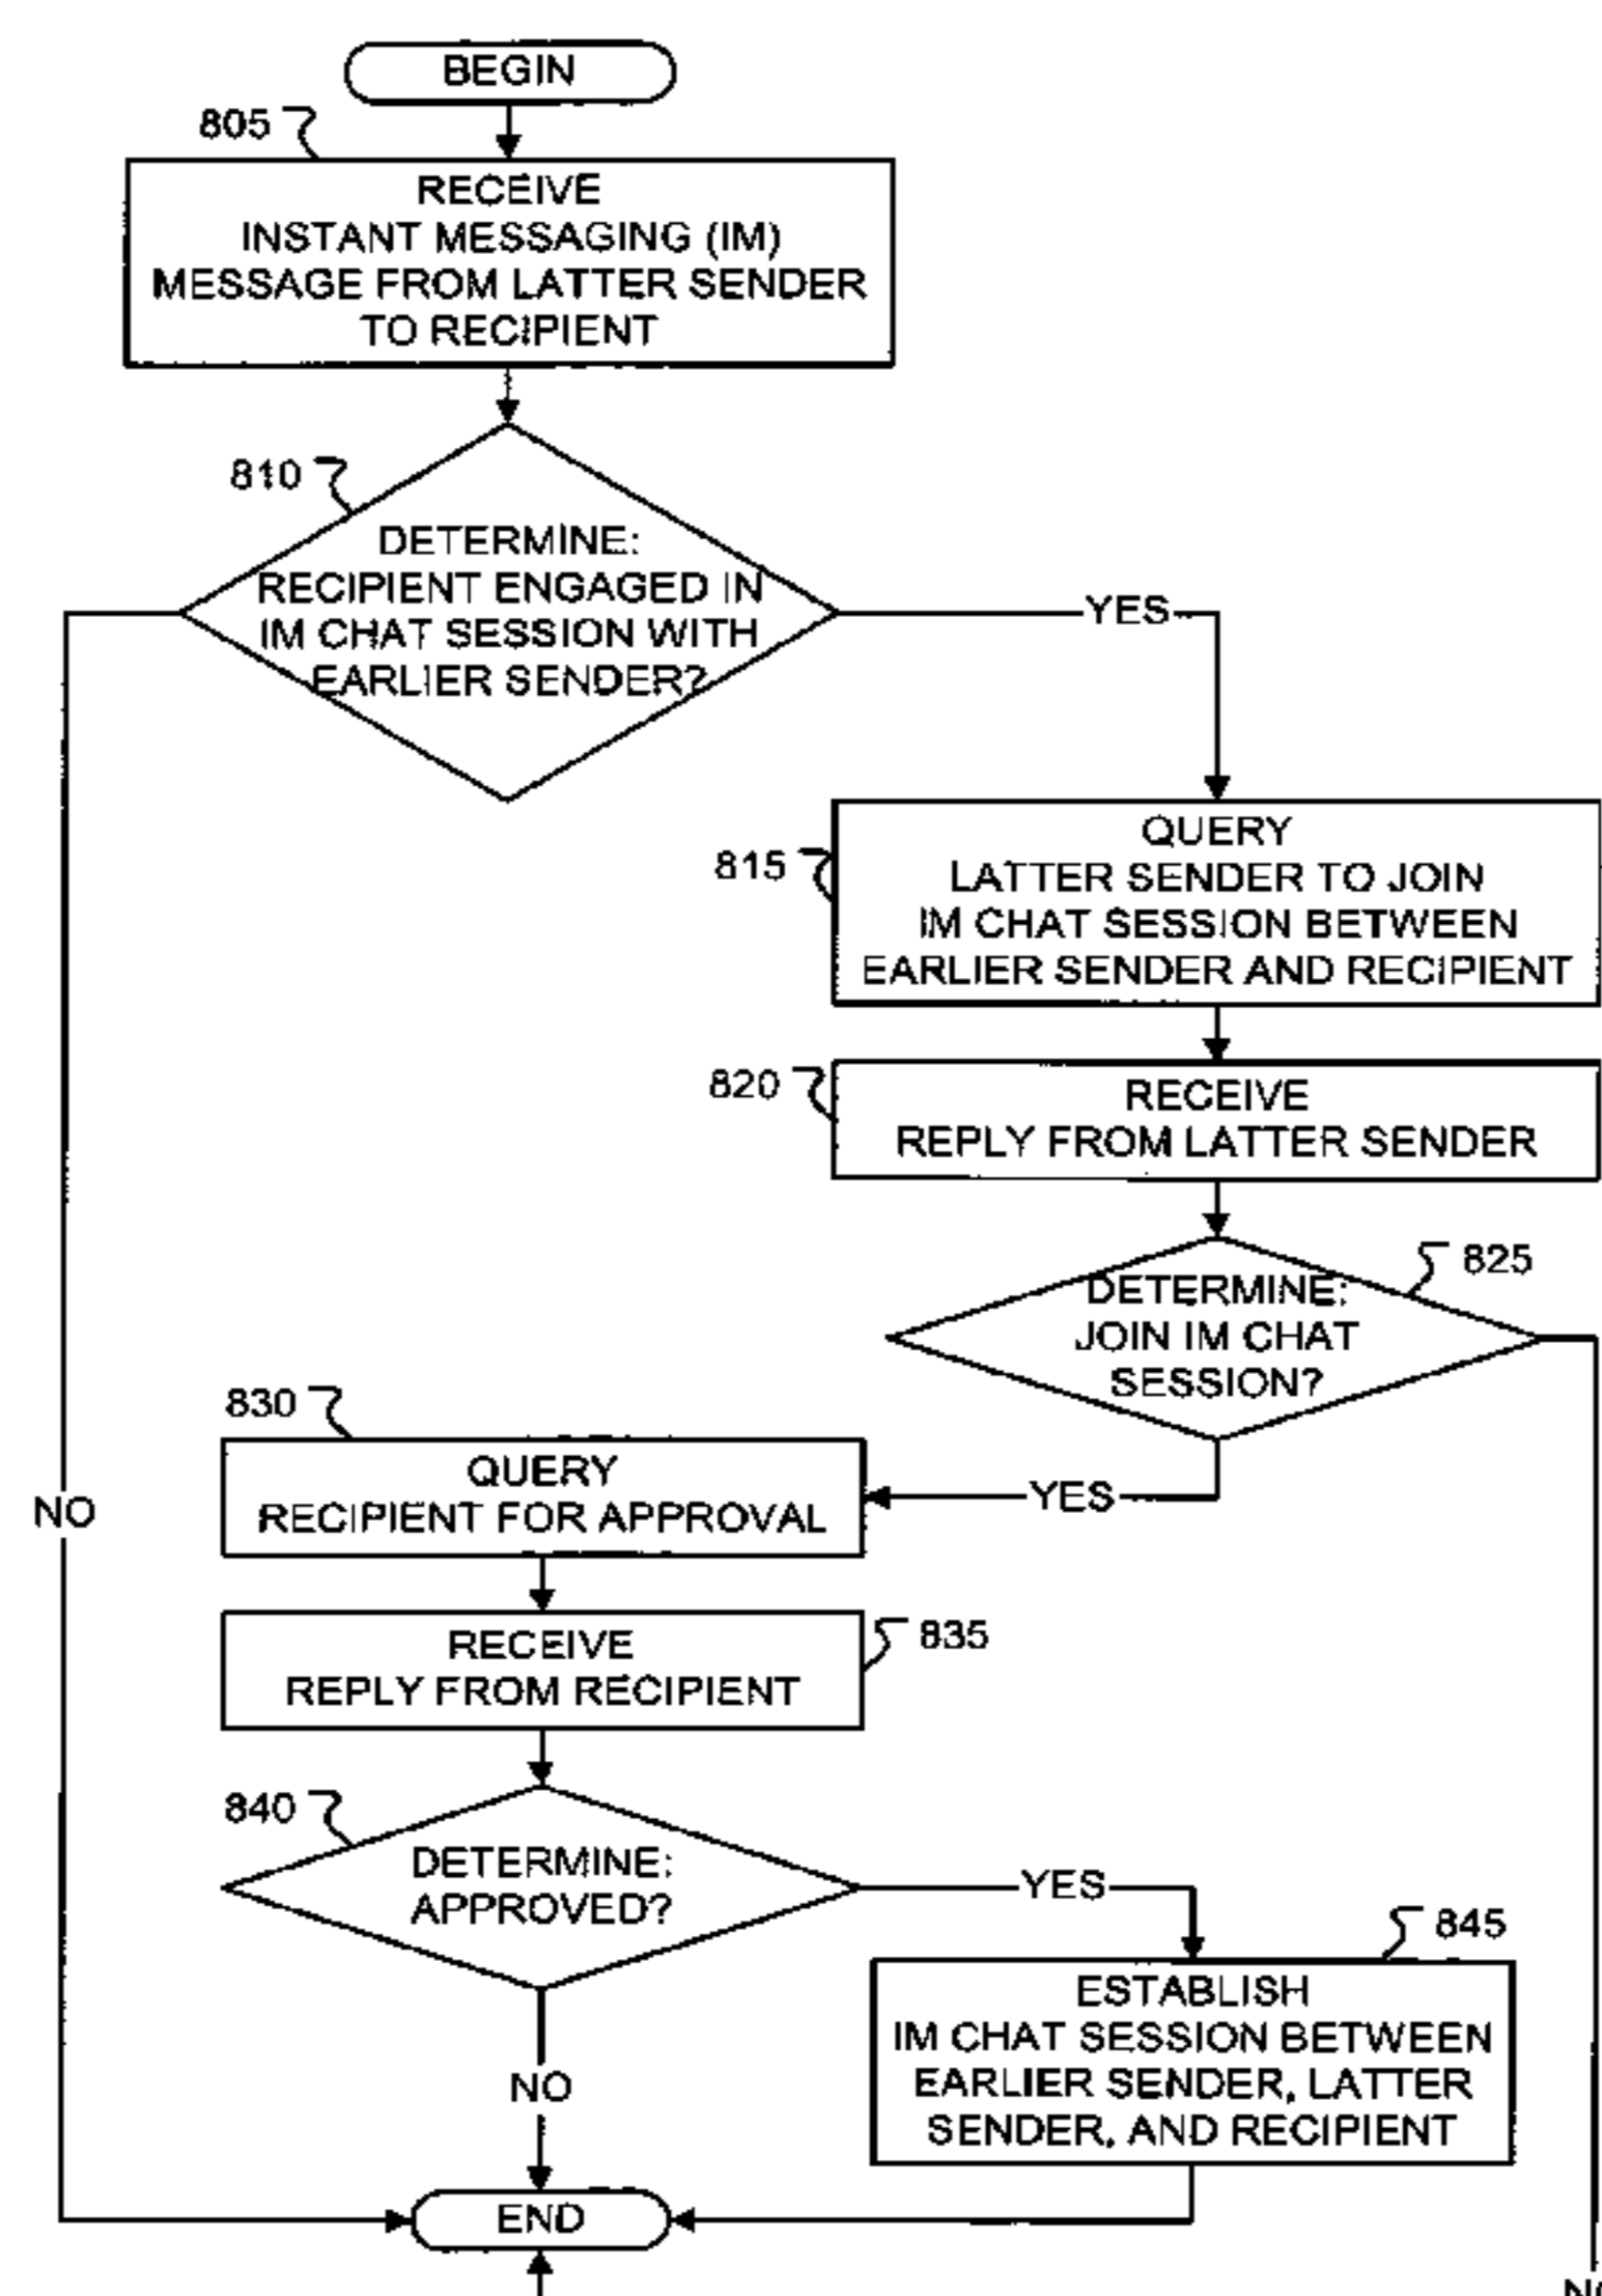 BEGIN
805
RECEIVE
INSTANT MESSAGING (IM)
MESSAGE FROM LATTER SENDER
TO RECIPIENT
810
DETERMINE:
RECIPIENT ENGAGED IN
IM CHAT SESSION WITH
EARLIER SENDER?
YES
815
QUERY
LATTER SENDER TO JOIN
IM CHAT SESSION BETWEEN
EARLIER SENDER AND RECIPIENT
820
RECEIVE
REPLY FROM LATTER SENDER
825
DETERMINE:
JOIN IM CHAT
SESSION?
YES
830
QUERY
RECIPIENT FOR APPROVAL
NO
835
RECEIVE
REPLY FROM RECIPIENT
840
DETERMINE:
APPROVED?
YES
845
ESTABLISH
IM CHAT SESSION BETWEEN
EARLIER SENDER, LATTER
SENDER, AND RECIPIENT
NO
END